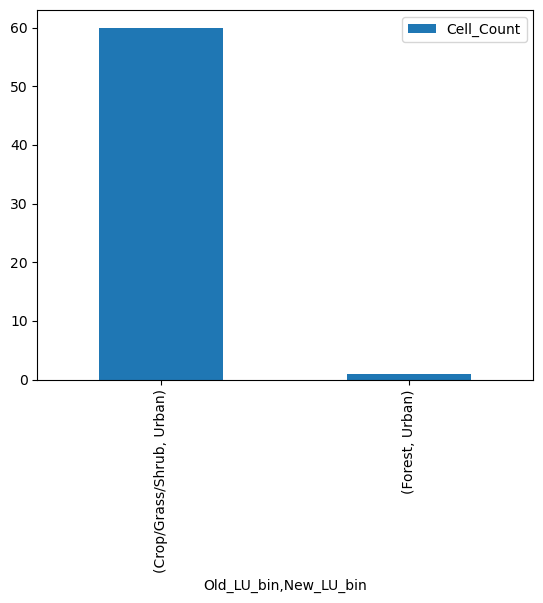 Cell_Count
60
50
40
30
20
10
0
(Crop/Grass/Shrub, Urban)
(Forest, Urban)
Old_LU_bin,New_LU_bin